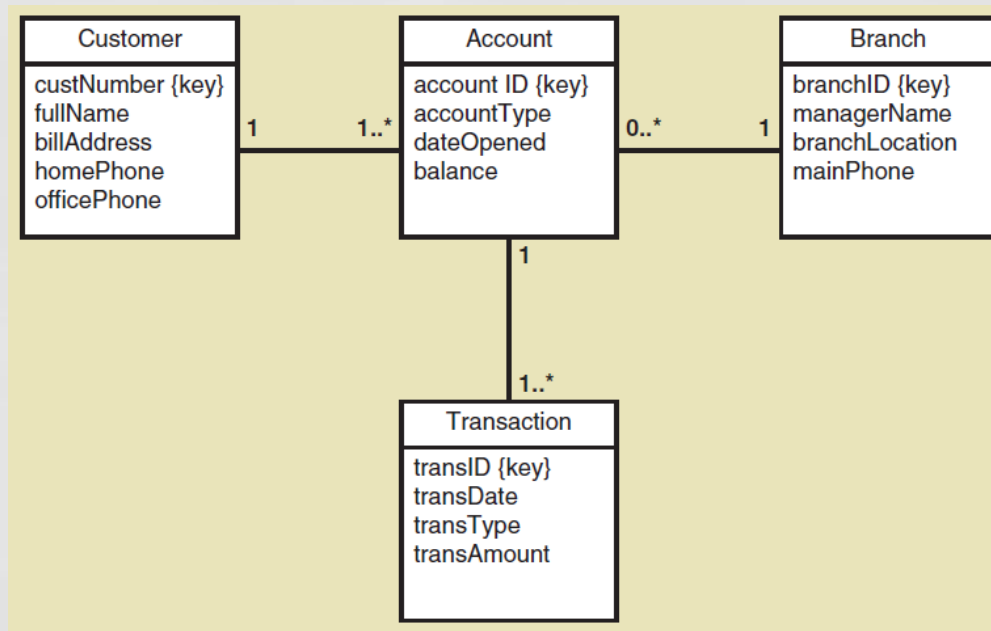 Customer
custNumber {key}
fullName
billAddress
homePhone
officePhone
1
1..*
Account
account ID {key}
accountType
dateOpened
balance
0..*
1
Branch
branchID {key}
managerName
branchLocation
mainPhone
1
1..*
Transaction
transID {key}
transDate
transType
transAmount